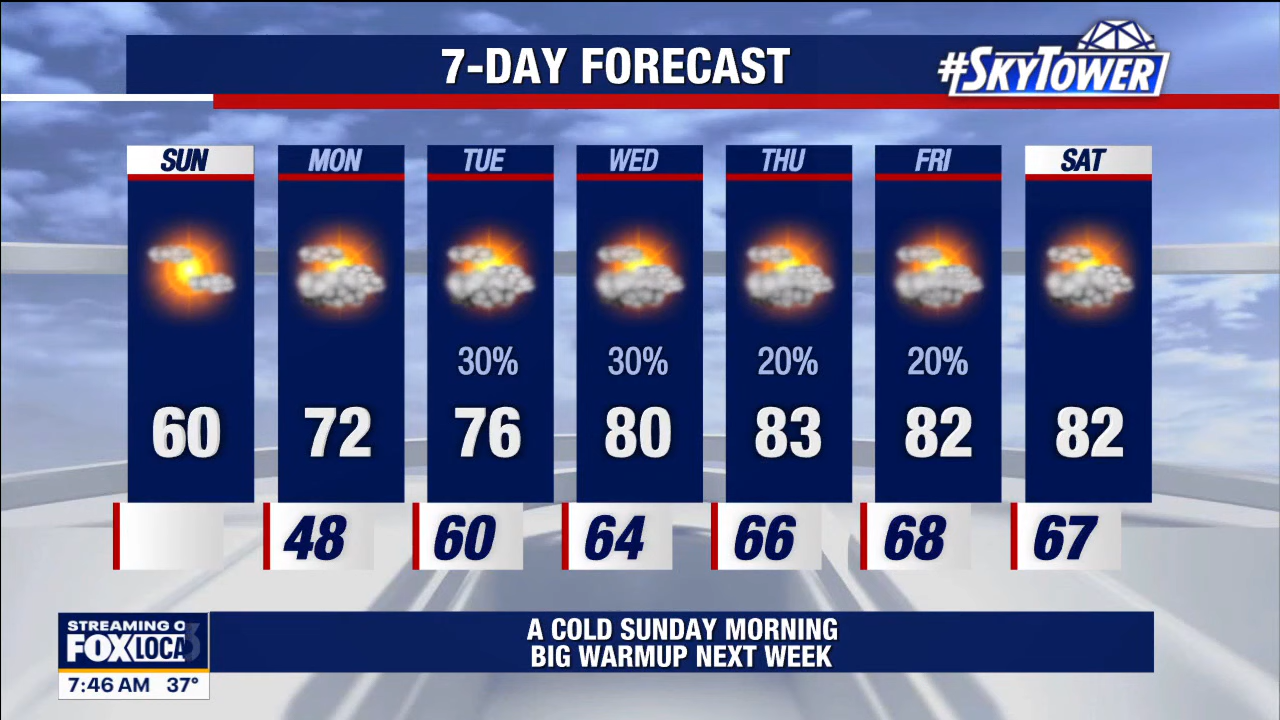 7-DAY FORECAST
#SKYTOWER
SUN MON TUE WED THU FRI SAT
30% 30% 20% 20%
60 72 76 80 83 82 82
48 60 64 66 68 67
STREAMING O
FOX LOCA
7:46 AM 37°
A COLD SUNDAY MORNING
BIG WARMUP NEXT WEEK